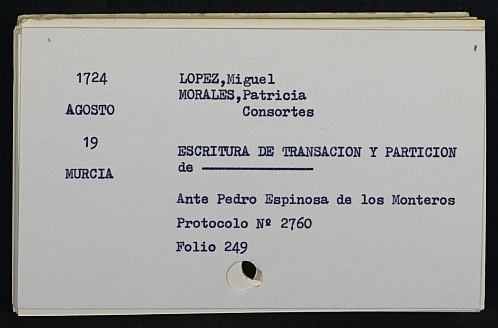 1724
AGOSTO
19
MURCIA
LOPEZ,Miguel
MORALES,Patricia
Consortes
ESCRITURA DE TRANSACION Y PARTICION
de ----------------
Ante Pedro Espinosa de los Monteros
Protocolo Nº 2760
Folio 249